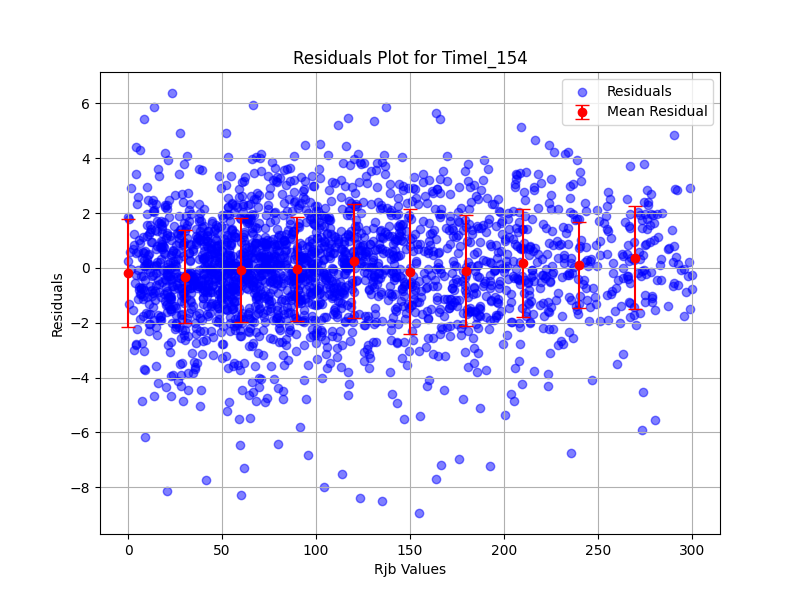 Residuals Plot for TimeI_154
Residuals
Mean Residual
6
4
2
0
−2
−4
−6
−8
Residuals
0 50 100 150 200 250 300
Rjb Values